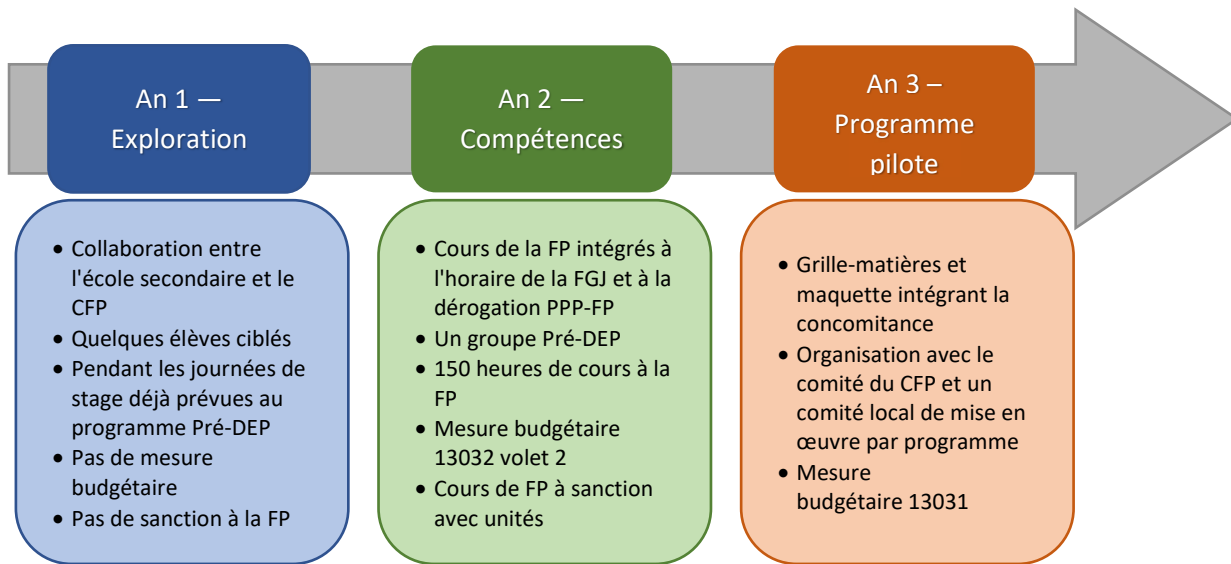 An 1 —
Exploration
• Collaboration entre
l'école secondaire et le
CFP
• Quelques élèves ciblés
• Pendant les journées de
stage déjà prévues au
programme Pré-DEP
• Pas de mesure
budgétaire
• Pas de sanction à la FP
An 2 —
Compétences
• Cours de la FP intégrés à
l'horaire de la FGJ et à la
dérogation PPP-FP
• Un groupe Pré-DEP
• 150 heures de cours à la
FP
• Mesure budgétaire
13032 volet 2
• Cours de FP à sanction
avec unités
An 3 –
Programme
pilote
• Grille-matières et
maquette intégrant la
concomitance
• Organisation avec le
comité du CFP et un
comité local de mise en
œuvre par programme
• Mesure
budgétaire 13031